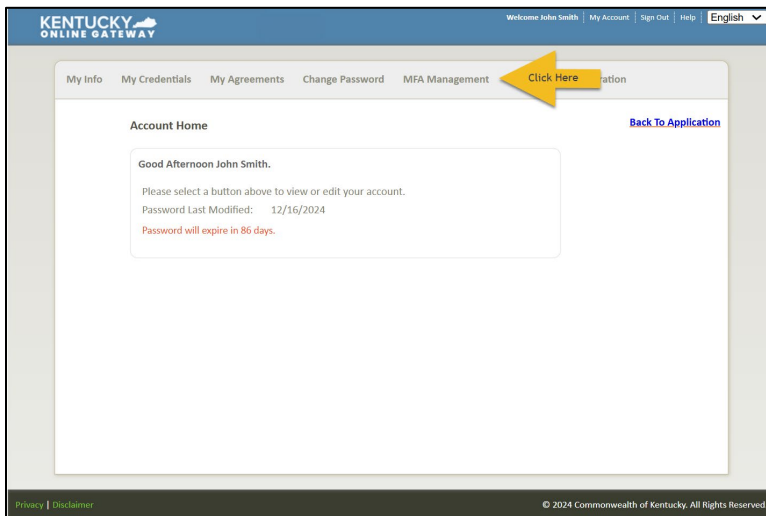 KENTUCKY
ONLINE GATEWAY
Welcome John Smith My Account Sign Out Help English
My Info My Credentials My Agreements Change Password MFA Management Click Here
Account Home Back To Application
Good Afternoon John Smith.
Please select a button above to view or edit your account.
Password Last Modified: 12/16/2024
Password will expire in 86 days.
Privacy | Disclaimer © 2024 Commonwealth of Kentucky. All Rights Reserved.